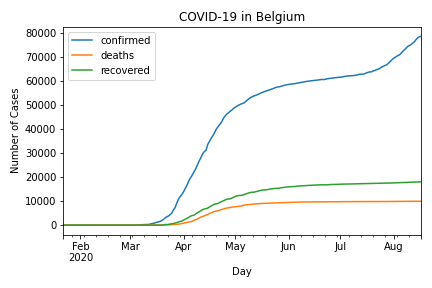 COVID-19 in Belgium
confirmed
deaths
recovered
Number of Cases
80000
70000
60000
50000
40000
30000
20000
10000
0
Feb Mar Apr May Jun Jul Aug
2020
Day